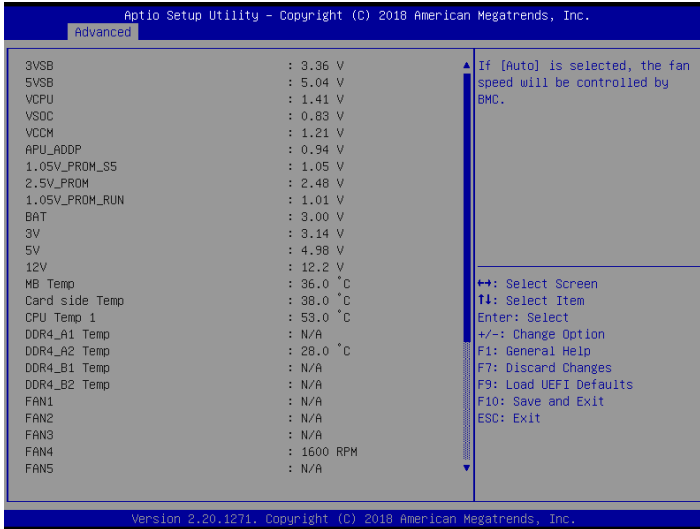 Aptio Setup Utility – Copyright (C) 2018 American Megatrends, Inc.
Advanced
3VSB : 3.36 V
5VSB : 5.04 V
VCPU : 1.41 V
VSOC : 0.83 V
VCCM : 1.21 V
APU_ADDP : 0.94 V
1.05V_PROM_S5 : 1.05 V
2.5V_PROM : 2.48 V
1.05V_PROM_RUN : 1.01 V
BAT : 3.00 V
3V : 3.14 V
5V : 4.98 V
12V : 12.2 V
MB Temp : 36.0 °C
Card side Temp : 38.0 °C
CPU Temp 1 : 53.0 °C
DDR4_A1 Temp : N/A
DDR4_A2 Temp : 28.0 °C
DDR4_B1 Temp : N/A
DDR4_B2 Temp : N/A
FAN1 : N/A
FAN2 : N/A
FAN3 : N/A
FAN4 : 1600 RPM
FAN5 : N/A
If [Auto] is selected, the fan
speed will be controlled by
BMC.
↔: Select Screen
↑↓: Select Item
Enter: Select
+/-: Change Option
F1: General Help
F7: Discard Changes
F9: Load UEFI Defaults
F10: Save and Exit
ESC: Exit
Version 2.20.1271. Copyright (C) 2018 American Megatrends, Inc.